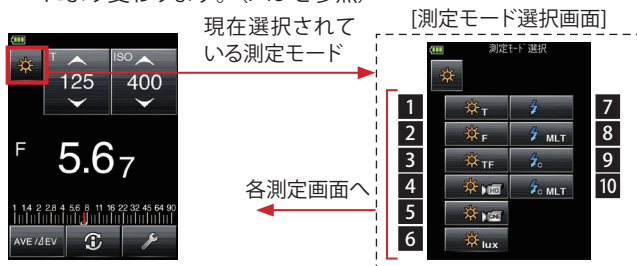 により変わります。(P.8 を参照)
現在選択されて
いる測定モード
[測定モード選択画面]
T
125
ISO
400
F
5.67
1 1.4 2 2.8 4 5.6 8 11 16 22 32 45 64 90
AVE /⊿EV
各測定画面へ
測定ﾓｰﾄﾞ選択
1
T
7
2
F
MLT
8
3
TF
C
9
4
HD
C MLT
10
5
CINE
6
lux